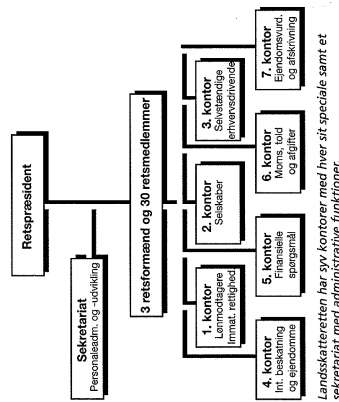 Retspræsident
Sekretariat
Personaleadm. og -udvikling
3 retsformænd og 30 retsmedlemmer
1. kontor
Lønmodtagere
Immat. rettighed.
2. kontor
Selskaber
3. kontor
Selvstændige
erhvervsdrivende
4. kontor
Int. beskatning
og ejendomme
5. kontor
Finansielle
spørgsmål
6. kontor
Moms, told
og afgifter
7. kontor
Ejendomsvurd.
og afskrivning
Landsskatteretten har syv kontorer med hver sit speciale samt et
sekretariat med administrative funktioner.